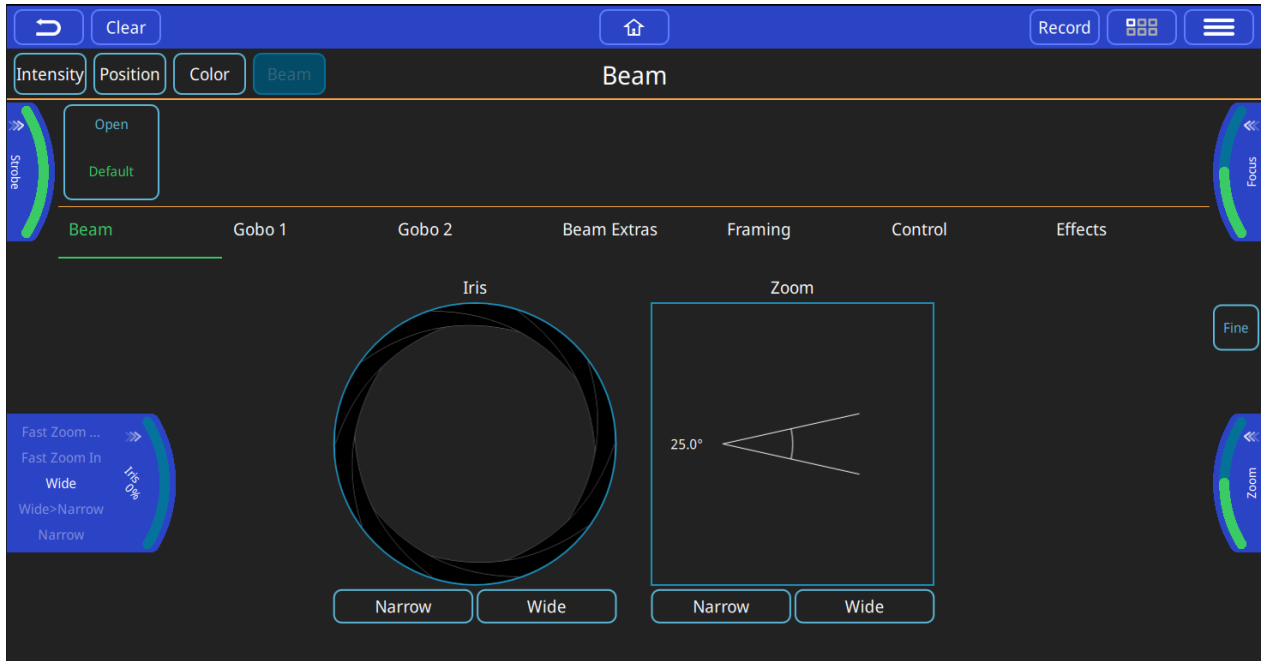 Clear
Record
Intensity
Position
Color
Beam
Beam
Open
Default
Strobe
Focus
Beam
Gobo 1
Gobo 2
Beam Extras
Framing
Control
Effects
Iris
Zoom
Fine
Fast Zoom ...
Fast Zoom In
Wide
Wide>Narrow
Narrow
Iris
0%
25.0°
Zoom
Narrow
Wide
Narrow
Wide